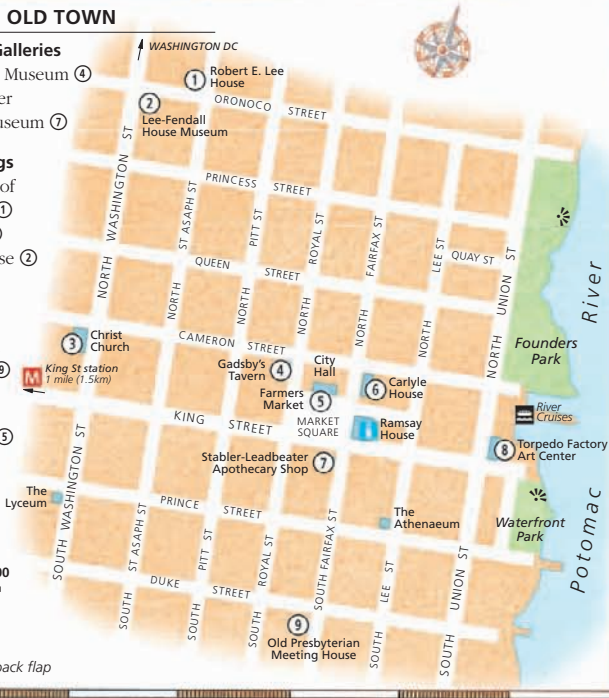 OLD TOWN
Galleries
Museum ④
Museum ⑦
of
①
②
WASHINGTON DC
① Robert E. Lee
House
② Lee-Fendall
House Museum
ORONOCO STREET
PRINCESS STREET
QUEEN STREET
QUAY ST
CAMERON STREET
KING STREET
PRINCE STREET
DUKE STREET
NORTH WASHINGTON ST
NORTH ST ASAPH ST
NORTH PITT ST
NORTH ROYAL ST
NORTH FAIRFAX ST
NORTH LEE ST
NORTH UNION ST
③ Christ
Church
King St station
1 mile (1.5km)
M
Gadsby's
Tavern ④
City
Hall
Farmers
Market ⑤
MARKET
SQUARE
⑥ Carlyle
House
i Ramsay
House
Stabler-Leadbeater
Apothecary Shop ⑦
Founders
Park
River
Cruises
⑧ Torpedo Factory
Art Center
Waterfront
Park
Potomac River
The
Lyceum
The
Athenaeum
SOUTH WASHINGTON ST
SOUTH ST ASAPH ST
SOUTH PITT ST
SOUTH ROYAL ST
SOUTH FAIRFAX ST
SOUTH LEE ST
SOUTH UNION ST
⑨
Old Presbyterian
Meeting House
back flap